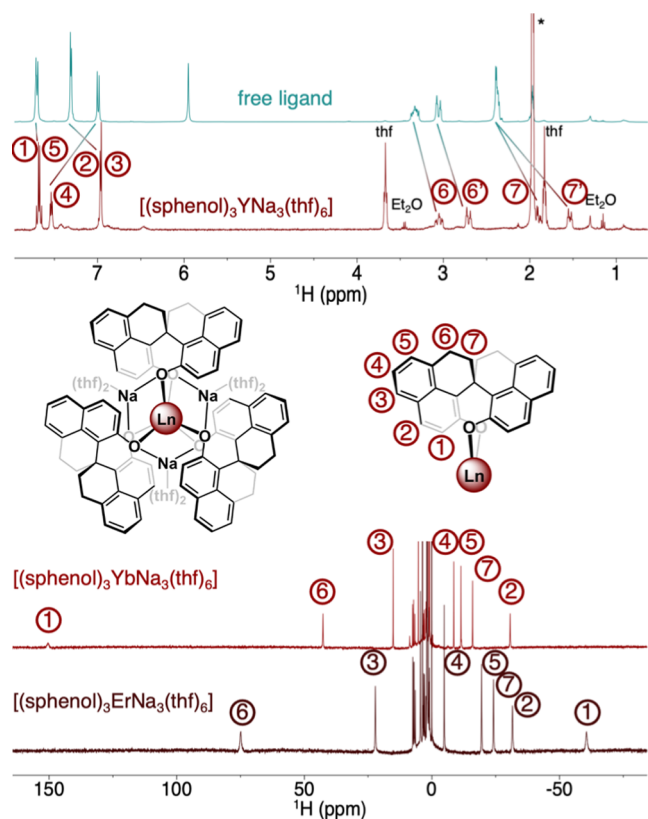 *
free ligand
thf
thf
① ⑤ ② ③
④
Et₂O
⑥ ⑥' ⑦ ⑦' Et₂O
[(sphenol)₃YNa₃(thf)₆]
7 6 5 4 3 2 1
¹H (ppm)
(thf)₂ O O (thf)₂
Na Na
Ln
O O O O
Na
(thf)₂
⑤ ⑥ ⑦
④
③
② ①
O O
Ln
③ ④ ⑤
[(sphenol)₃YbNa₃(thf)₆] ⑥ ⑦ ②
①
③ ④ ⑤
[(sphenol)₃ErNa₃(thf)₆] ⑦
⑥ ② ①
150 100 50 0 -50
¹H (ppm)